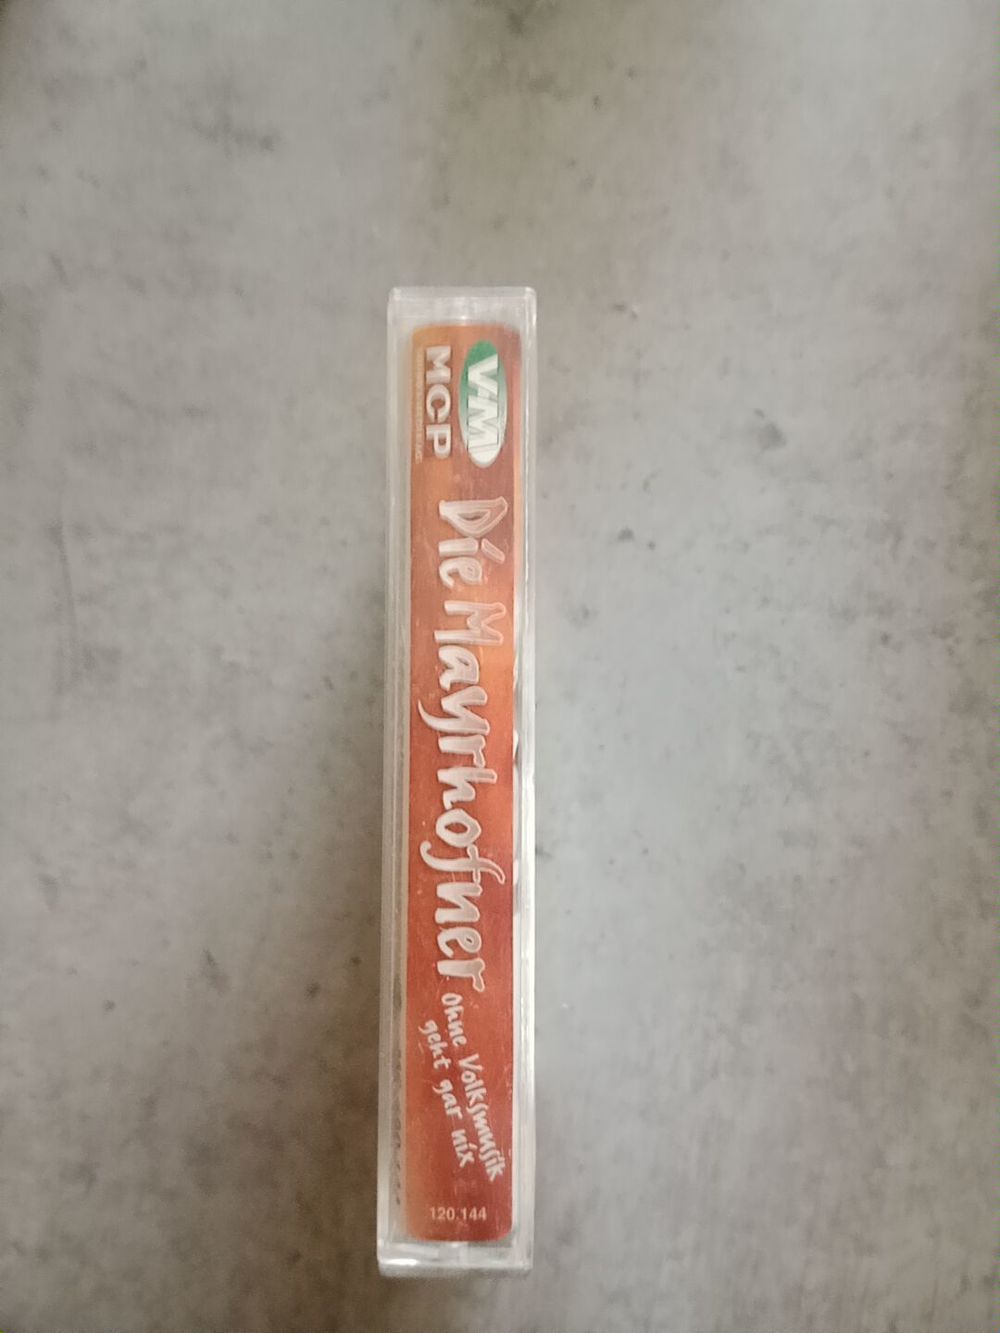 VM
MCP
Die Mayrhofner
ohne Volksmusik
geht gar nix
120.144